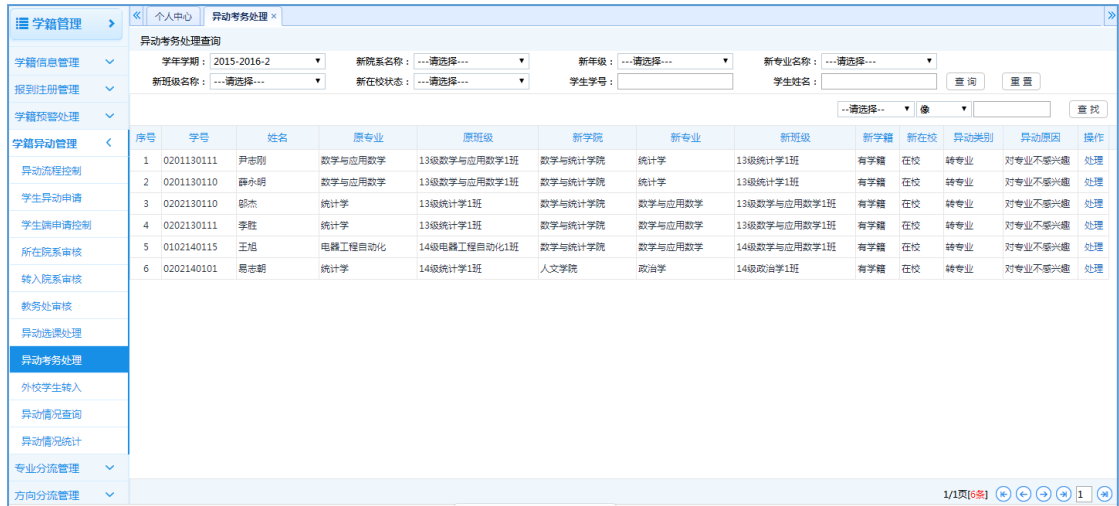 学籍管理
学籍信息管理
报到注册管理
学籍预警处理
学籍异动管理
异动流程控制
学生异动申请
学生端申请控制
所在院系审核
转入院系审核
教务处审核
异动选课处理
异动考务处理
外校学生转入
异动情况查询
异动情况统计
专业分流管理
方向分流管理
个人中心 异动考务处理 ×
异动考务处理查询
学年学期： 2015-2016-2 新院系名称： ---请选择--- 新年级： ---请选择--- 新专业名称： ---请选择---
新班级名称： ---请选择--- 新在校状态： ---请选择--- 学生学号： 学生姓名： 查询 重置
--请选择-- 像 查找
序号 学号 姓名 原专业 原班级 新学院 新专业 新班级 新学籍 新在校 异动类别 异动原因 操作
1 0201130111 尹志刚 数学与应用数学 13级数学与应用数学1班 数学与统计学院 统计学 13级统计学1班 有学籍 在校 转专业 对专业不感兴趣 处理
2 0201130110 薛永明 数学与应用数学 13级数学与应用数学1班 数学与统计学院 统计学 13级统计学1班 有学籍 在校 转专业 对专业不感兴趣 处理
3 0202130110 郜杰 统计学 13级统计学1班 数学与统计学院 数学与应用数学 13级数学与应用数学1班 有学籍 在校 转专业 对专业不感兴趣 处理
4 0202130111 李胜 统计学 13级统计学1班 数学与统计学院 数学与应用数学 13级数学与应用数学1班 有学籍 在校 转专业 对专业不感兴趣 处理
5 0102140115 王旭 电器工程自动化 14级电器工程自动化1班 数学与统计学院 数学与应用数学 14级数学与应用数学1班 有学籍 在校 转专业 对专业不感兴趣 处理
6 0202140101 易志朝 统计学 14级统计学1班 人文学院 政治学 14级政治学1班 有学籍 在校 转专业 对专业不感兴趣 处理
1/1页[6条] 1